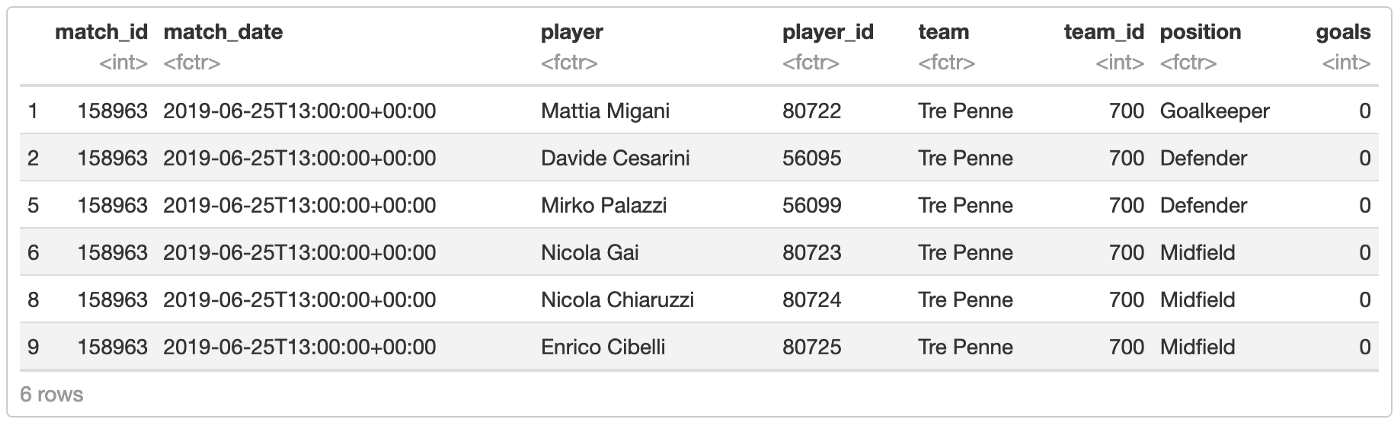 match_id match_date player player_id team team_id position goals
<int> <fctr> <fctr> <fctr> <fctr> <int> <fctr> <int>
1 158963 2019-06-25T13:00:00+00:00 Mattia Migani 80722 Tre Penne 700 Goalkeeper 0
2 158963 2019-06-25T13:00:00+00:00 Davide Cesarini 56095 Tre Penne 700 Defender 0
5 158963 2019-06-25T13:00:00+00:00 Mirko Palazzi 56099 Tre Penne 700 Defender 0
6 158963 2019-06-25T13:00:00+00:00 Nicola Gai 80723 Tre Penne 700 Midfield 0
8 158963 2019-06-25T13:00:00+00:00 Nicola Chiaruzzi 80724 Tre Penne 700 Midfield 0
9 158963 2019-06-25T13:00:00+00:00 Enrico Cibelli 80725 Tre Penne 700 Midfield 0
6 rows